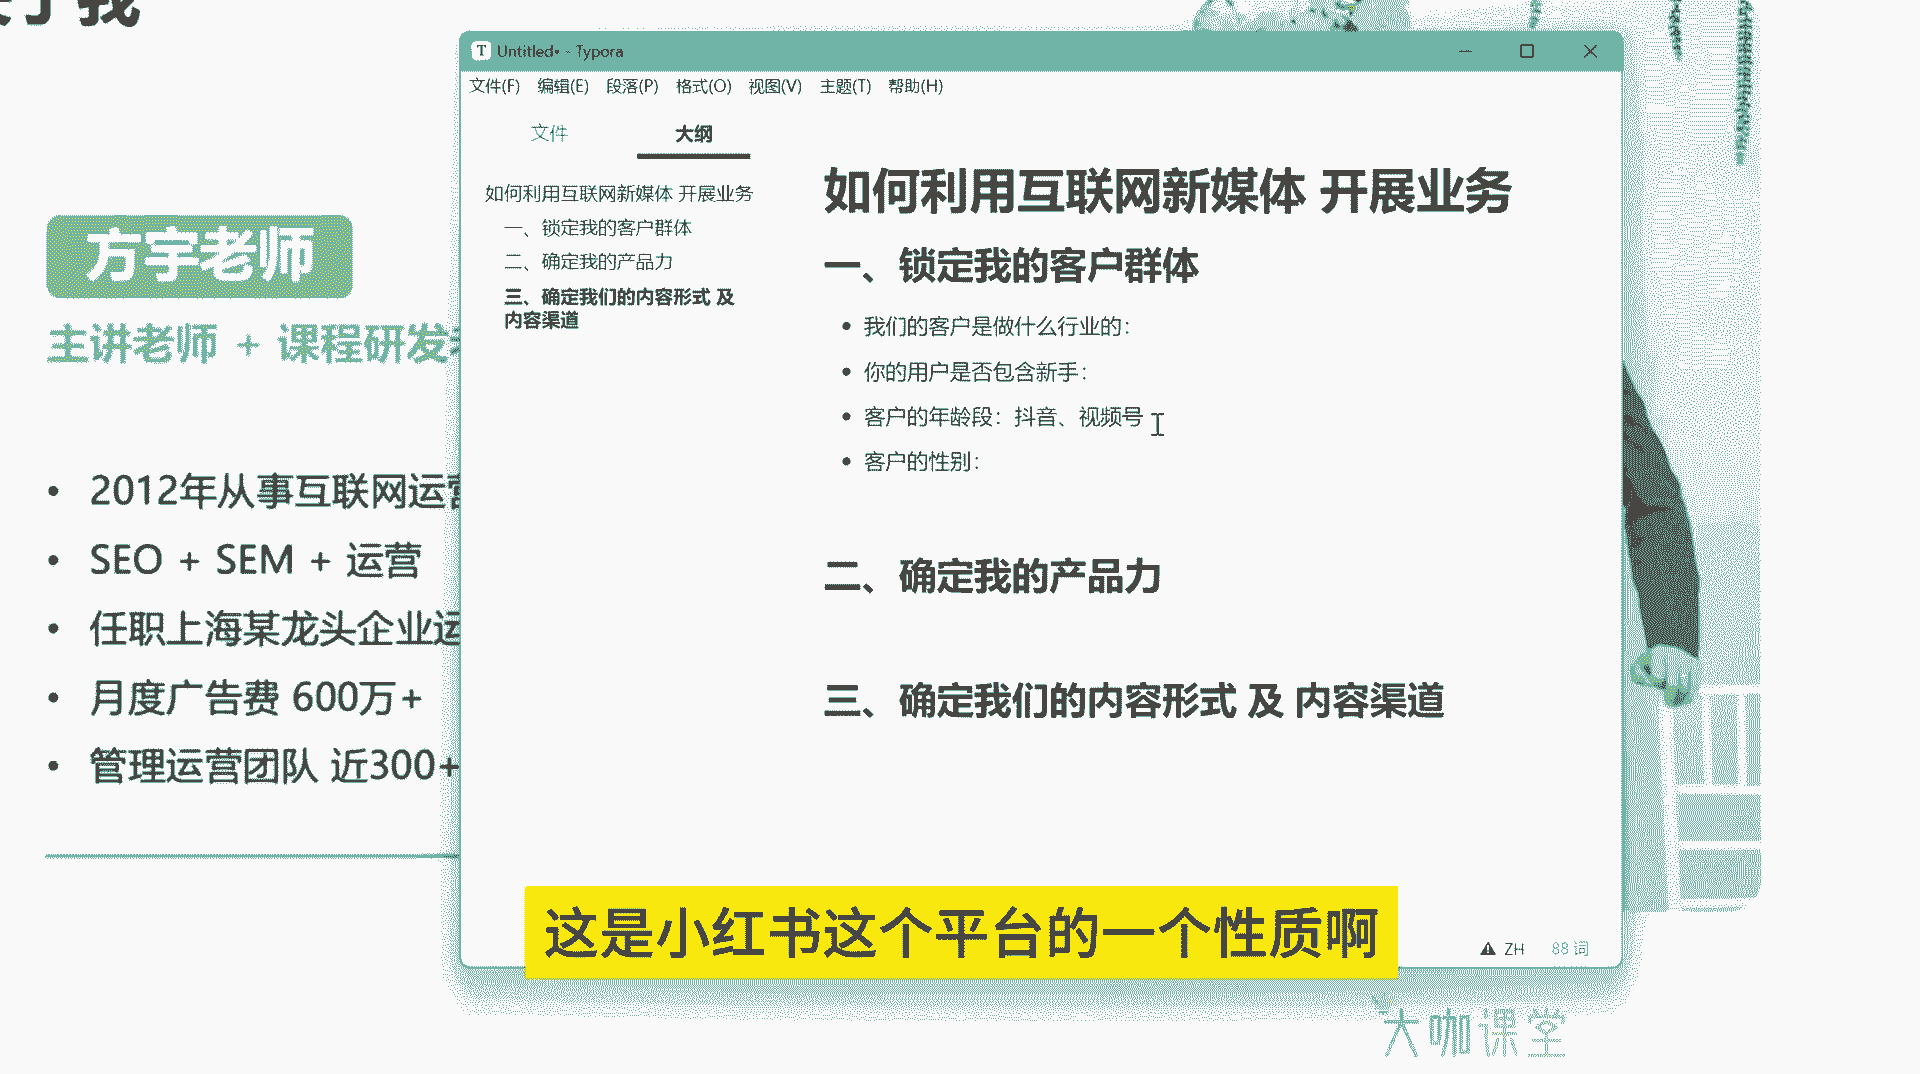 我
Untitled• - Typora
文件(F) 编辑(E) 段落(P) 格式(O) 视图(V) 主题(T) 帮助(H)
文件 大纲
如何利用互联网新媒体 开展业务
一、锁定我的客户群体
二、确定我的产品力
三、确定我们的内容形式 及
内容渠道
如何利用互联网新媒体 开展业务
一、锁定我的客户群体
• 我们的客户是做什么行业的：
• 你的用户是否包含新手：
• 客户的年龄段：抖音、视频号
• 客户的性别：
二、确定我的产品力
三、确定我们的内容形式 及 内容渠道
ZH 88 词
方宇老师
主讲老师 + 课程研发
• 2012年从事互联网运营
• SEO + SEM + 运营
• 任职上海某龙头企业运
• 月度广告费 600万+
• 管理运营团队 近300+
这是小红书这个平台的一个性质啊
大咖课堂